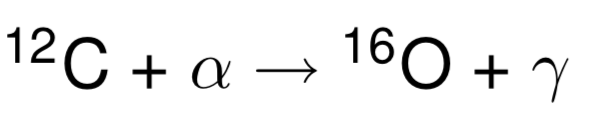 ¹²C + α → ¹⁶O + γ